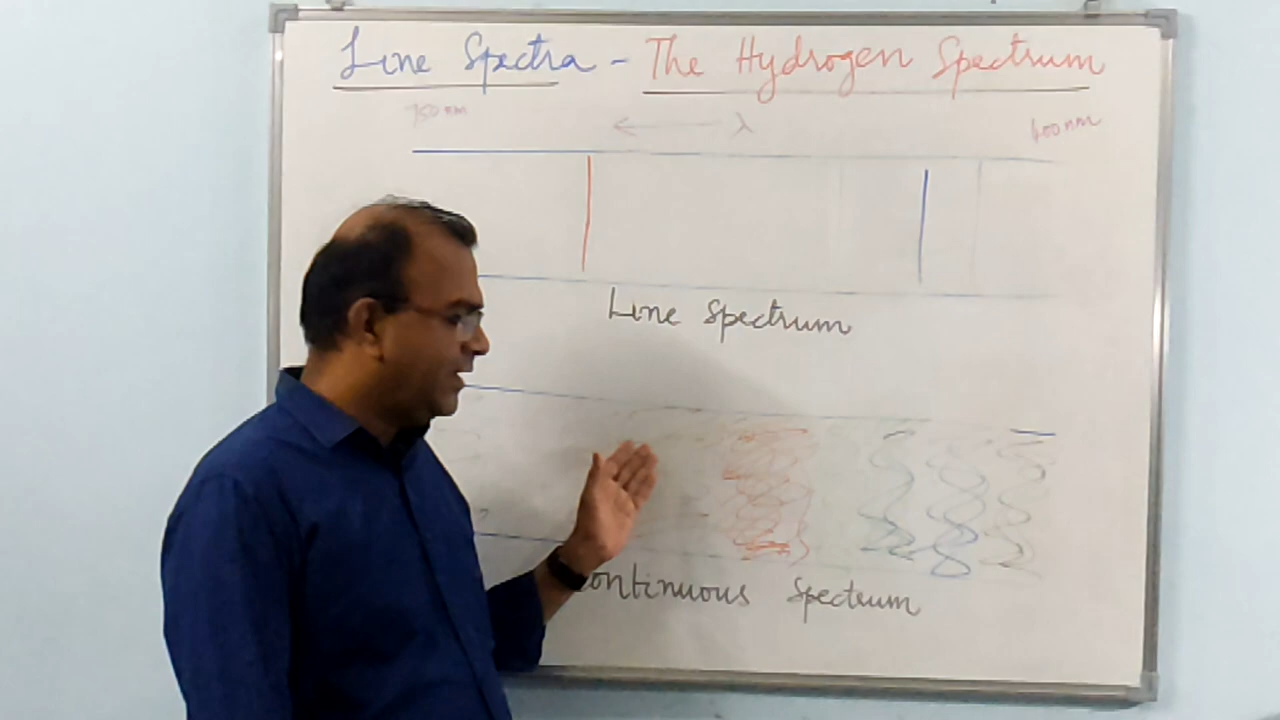 Line Spectra - The Hydrogen Spectrum
750 nm
λ
400 nm
Line Spectrum
Continuous Spectrum